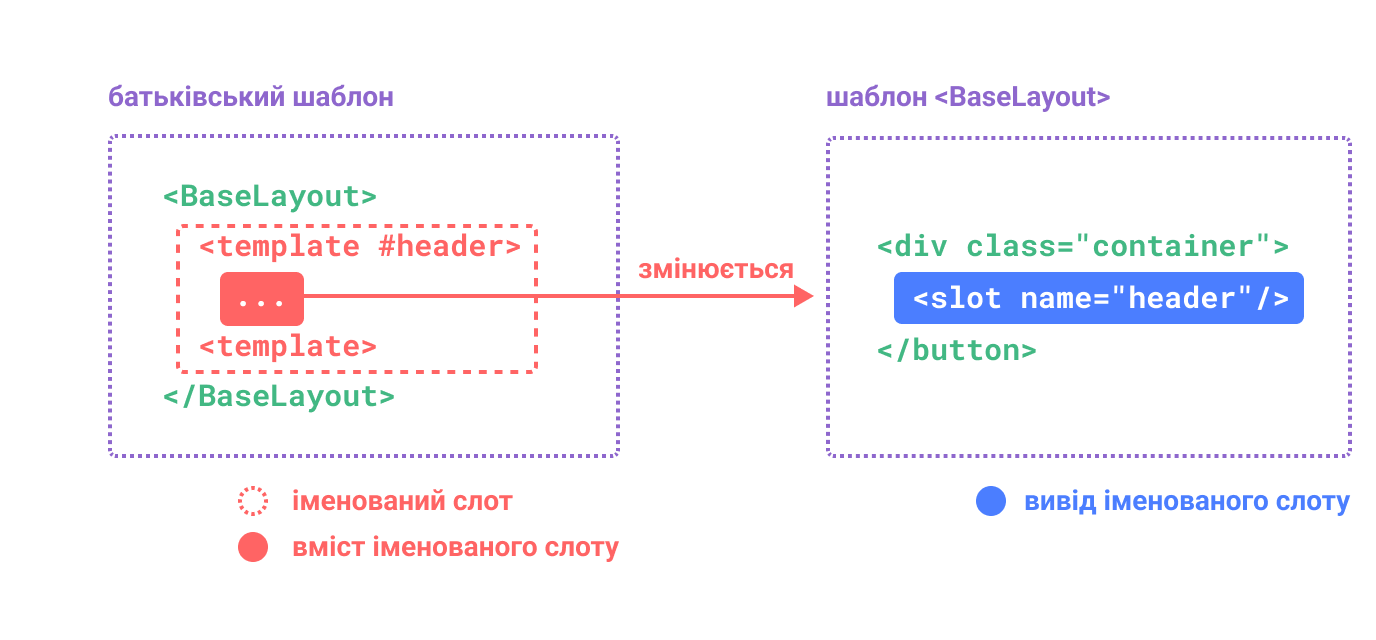 батьківський шаблон
<BaseLayout>
<template #header>
...
<template>
</BaseLayout>
іменований слот
вміст іменованого слоту
змінюється
шаблон <BaseLayout>
<div class="container">
<slot name="header"/>
</button>
вивід іменованого слоту